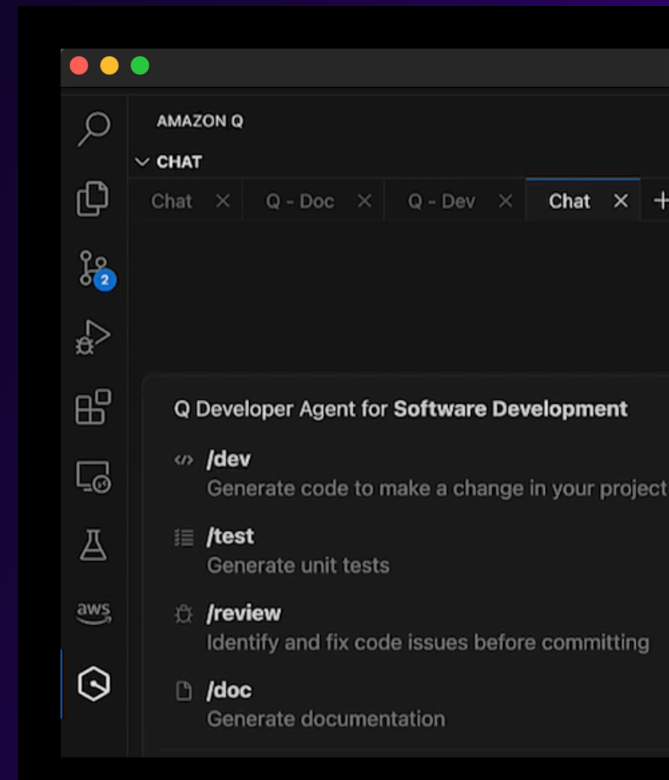 AMAZON Q
CHAT
Chat Q - Doc Q - Dev Chat
2
Q Developer Agent for Software Development
/dev
Generate code to make a change in your project
/test
Generate unit tests
/review
Identify and fix code issues before committing
aws
/doc
Generate documentation